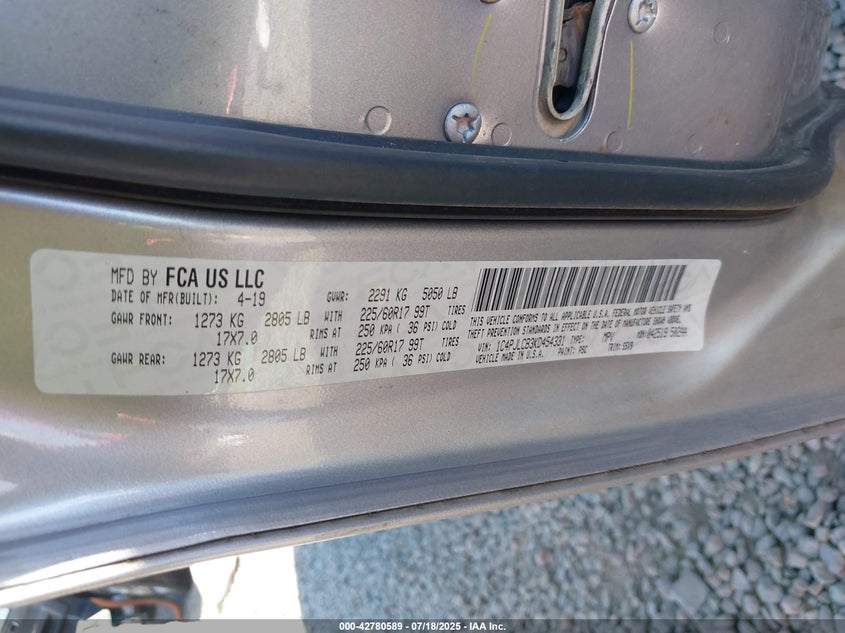 MFD BY FCA US LLC
DATE OF MFR(BUILT): 4-19 GVWR: 2291 KG 5050 LB
GAWR FRONT: 1273 KG 2805 LB WITH 225/60R17 99T TIRES
17X7.0 RIMS AT 250 KPA ( 36 PSI) COLD
GAWR REAR: 1273 KG 2805 LB WITH 225/60R17 99T TIRES
17X7.0 RIMS AT 250 KPA ( 36 PSI) COLD
THIS VEHICLE CONFORMS TO ALL APPLICABLE U.S.A. FEDERAL MOTOR VEHICLE SAFETY AND
THEFT PREVENTION STANDARDS IN EFFECT ON THE DATE OF MANUFACTURE SHOWN ABOVE.
VIN: 1C4PJLCB3KD454331 TYPE: MPV MDH:
VEHICLE MADE IN U.S.A. PAINT: PSC TRIM:
000-42780589 - 07/18/2025 - IAA Inc.